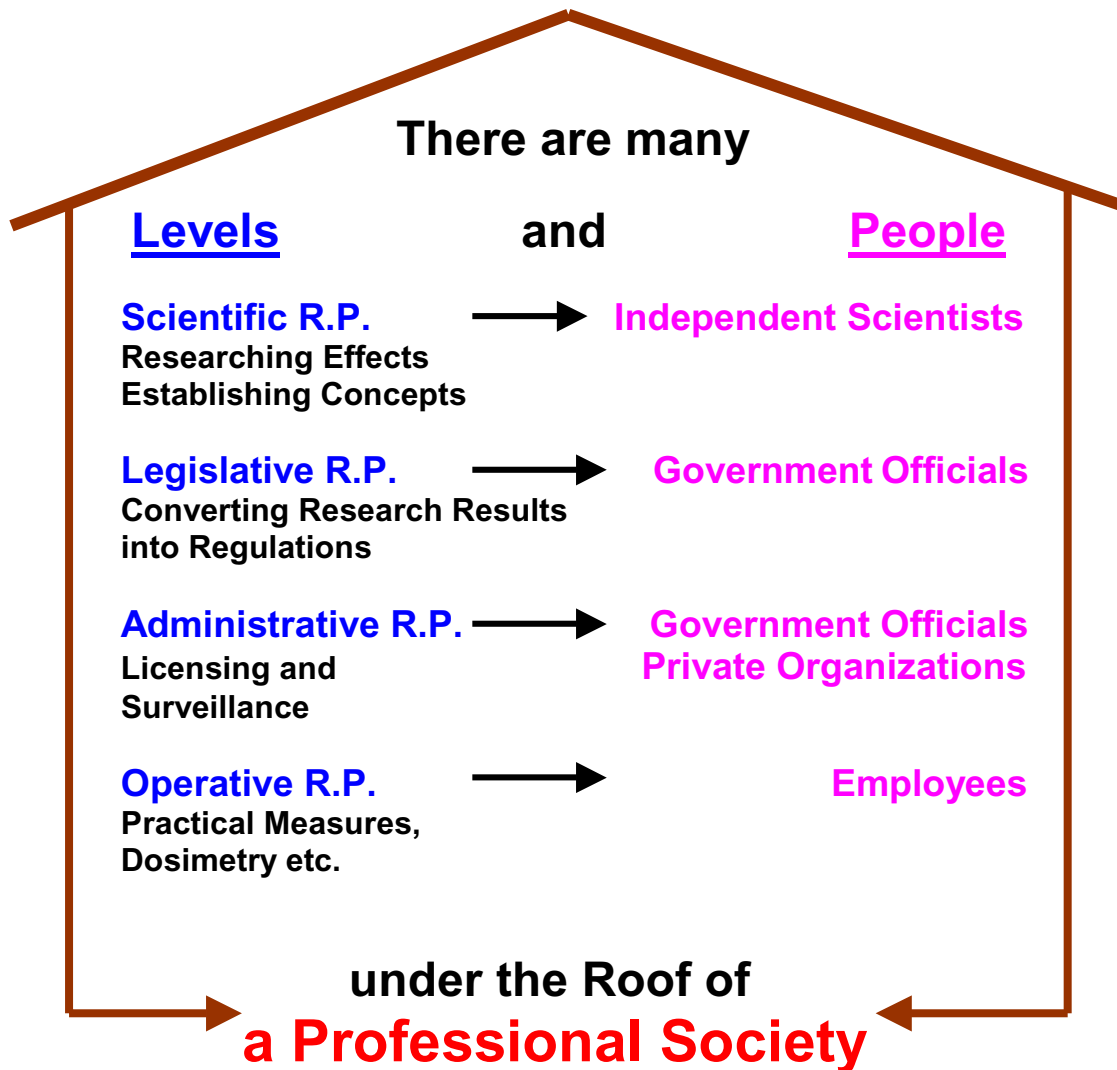 There are many
Levels and People
Scientific R.P. Independent Scientists
Researching Effects
Establishing Concepts
Legislative R.P. Government Officials
Converting Research Results
into Regulations
Administrative R.P. Government Officials
Licensing and Private Organizations
Surveillance
Operative R.P. Employees
Practical Measures,
Dosimetry etc.
under the Roof of
a Professional Society